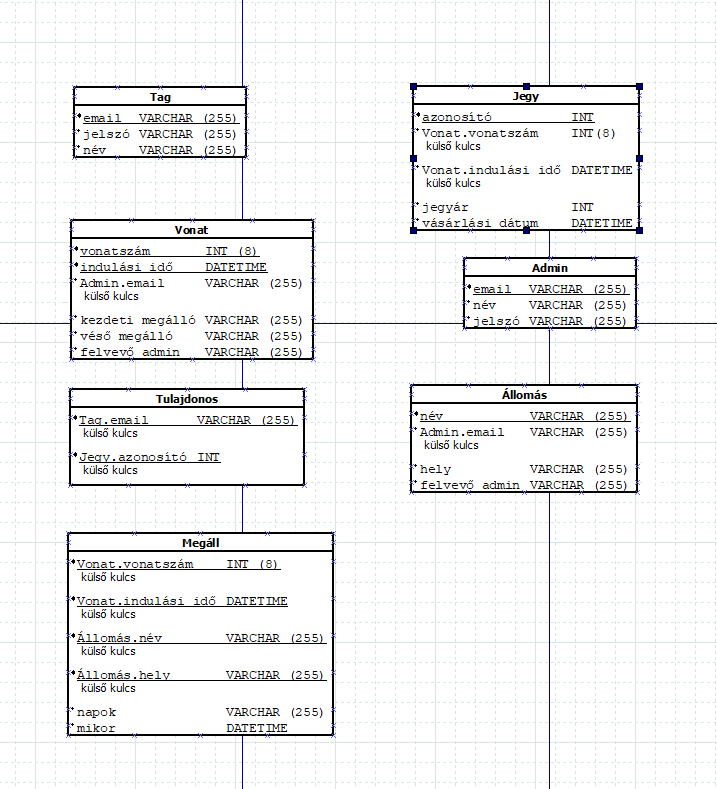 Tag
email VARCHAR (255)
jelszó VARCHAR (255)
név VARCHAR (255)
Jegy
azonosító INT
Vonat.vonatszám INT(8)
külső kulcs
Vonat.indulási idő DATETIME
külső kulcs
jegyár INT
vásárlási dátum DATETIME
Vonat
vonatszám INT (8)
indulási idő DATETIME
Admin.email VARCHAR (255)
külső kulcs
kezdeti megálló VARCHAR (255)
véső megálló VARCHAR (255)
felvevő admin VARCHAR (255)
Admin
email VARCHAR (255)
név VARCHAR (255)
jelszó VARCHAR (255)
Tulajdonos
Tag.email VARCHAR (255)
külső kulcs
Jegy.azonosító INT
külső kulcs
Állomás
név VARCHAR (255)
Admin.email VARCHAR (255)
külső kulcs
hely VARCHAR (255)
felvevő admin VARCHAR (255)
Megáll
Vonat.vonatszám INT (8)
külső kulcs
Vonat.indulási idő DATETIME
külső kulcs
Állomás.név VARCHAR (255)
külső kulcs
Állomás.hely VARCHAR (255)
külső kulcs
napok VARCHAR (255)
mikor DATETIME